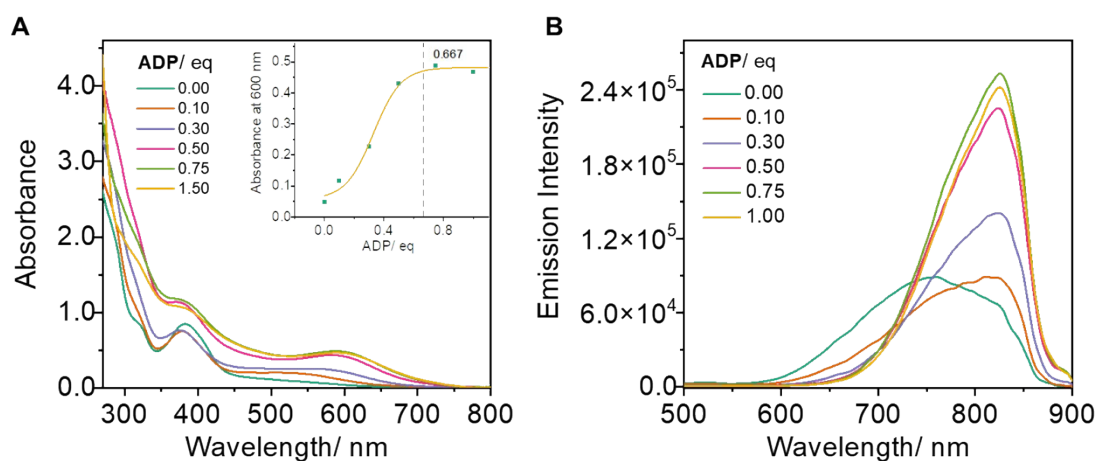 A
ADP/ eq
0.00
0.10
0.30
0.50
0.75
1.50
4.0
3.0
2.0
1.0
0.0
Absorbance
300 400 500 600 700 800
Wavelength/ nm
0.667
0.5
0.4
0.3
0.2
0.1
0.0
Absorbance at 600 nm
0.0 0.4 0.8
ADP/ eq
B
ADP/ eq
0.00
0.10
0.30
0.50
0.75
1.00
2.4×10⁵
1.8×10⁵
1.2×10⁵
6.0×10⁴
0.0
Emission Intensity
500 600 700 800 900
Wavelength/ nm